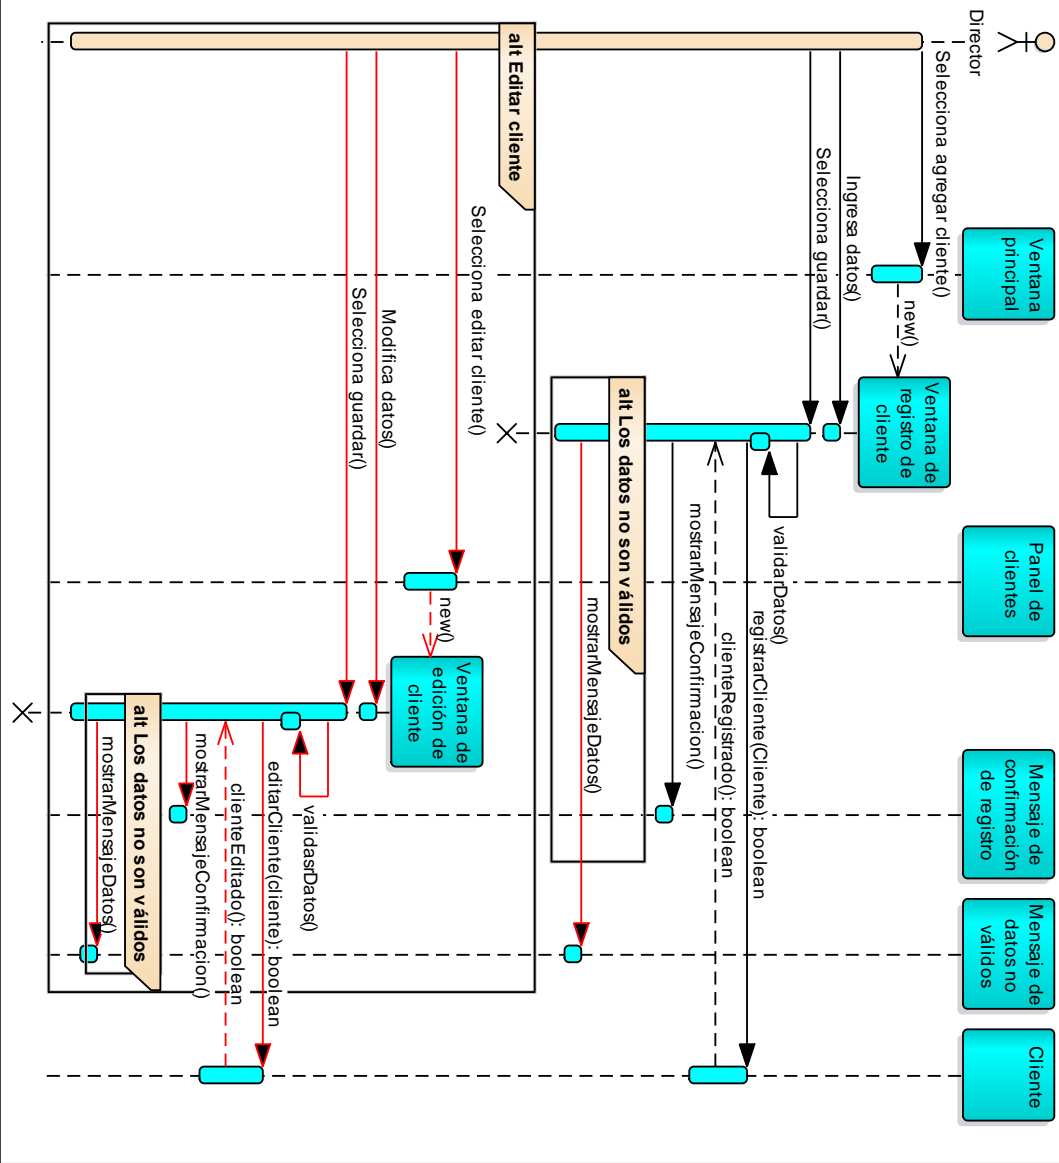 Director
Ventana
principal
Ventana de
registro de
cliente
Panel de
clientes
Mensaje de
confirmación
de registro
Mensaje de
datos no
válidos
Cliente
Selecciona agregar cliente()
new()
Ingresa datos()
Selecciona guardar()
validarDatos()
registrarCliente(Cliente): boolean
clienteRegistrado(): boolean
mostrarMensajeConfirmacion()
alt Los datos no son válidos
mostrarMensajeDatos()
alt Editar cliente
Selecciona editar cliente()
new()
Ventana de
edición de
cliente
Modifica datos()
Selecciona guardar()
validasrDatos()
editarCliente(cliente): boolean
clienteEditado(): boolean
mostrarMensajeConfirmacion()
alt Los datos no son válidos
mostrarMensajeDatos()